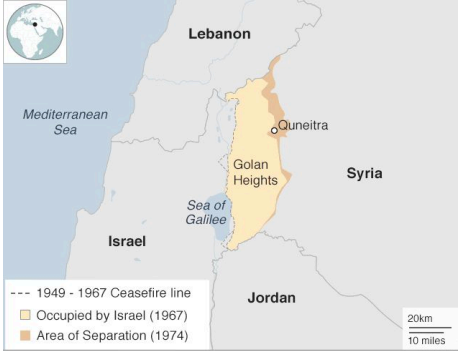 Lebanon
Mediterranean
Sea
Quneitra
Golan
Heights
Syria
Sea of
Galilee
Israel
Jordan
1949 - 1967 Ceasefire line
Occupied by Israel (1967)
Area of Separation (1974)
20km
10 miles